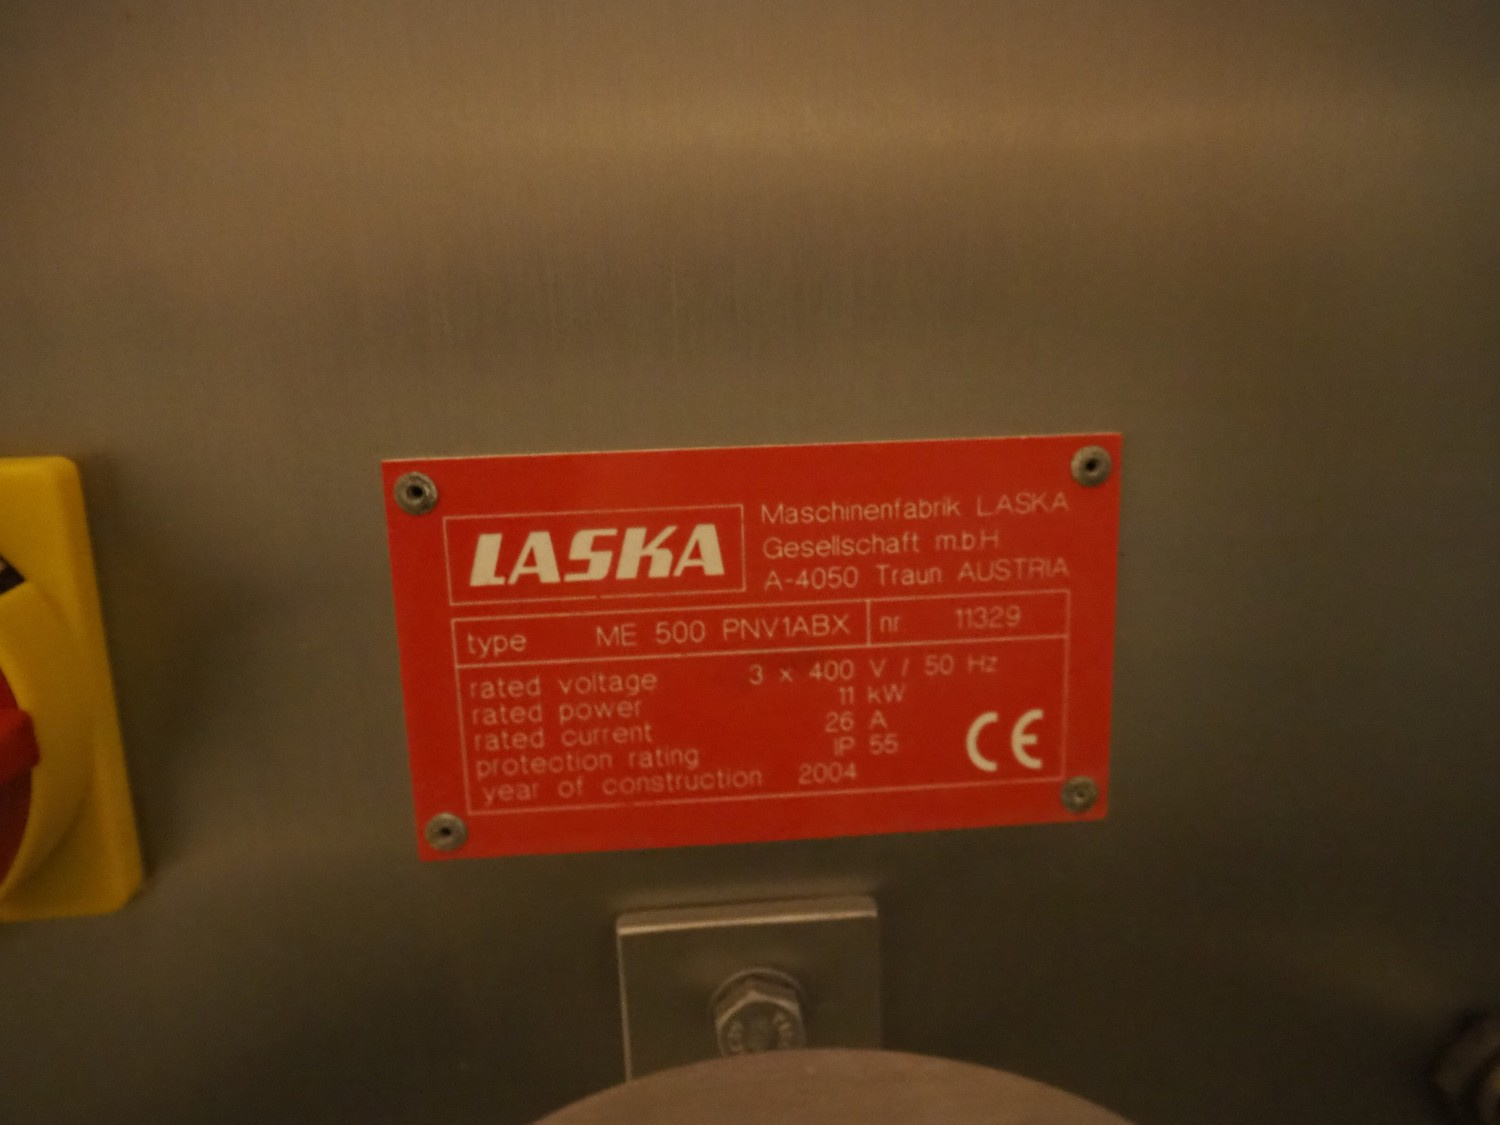 LASKA
Maschinenfabrik LASKA
Gesellschaft m.b.H.
A-4050 Traun AUSTRIA
type ME 500 PNV1ABX nr 11329
rated voltage 3 x 400 V / 50 Hz
rated power 11 kW
rated current 26 A
protection rating IP 55
year of construction 2004
CE